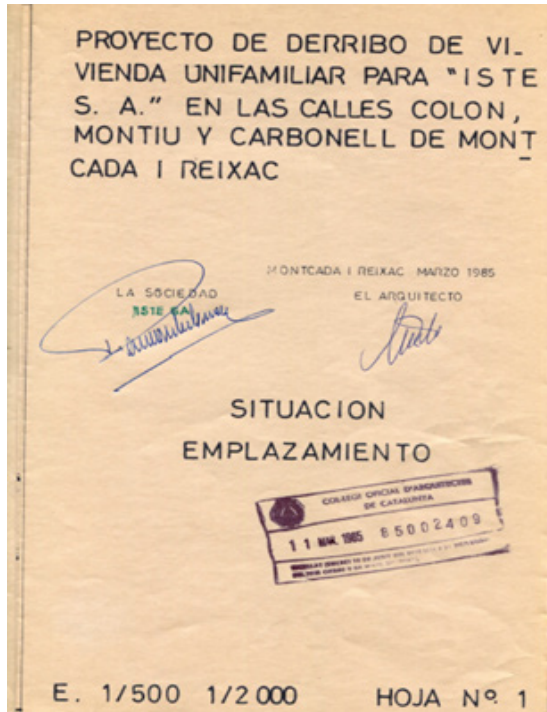 PROYECTO DE DERRIBO DE VI_
VIENDA UNIFAMILIAR PARA "ISTE
S. A." EN LAS CALLES COLON,
MONTIU Y CARBONELL DE MONT
CADA I REIXAC
MONTCADA I REIXAC MARZO 1985
LA SOCIEDAD
EL ARQUITECTO
ISTE SA
SITUACION
EMPLAZAMIENTO
COL·LEGI OFICIAL D'ARQUITECTES
DE CATALUNYA
11 MAR. 1985 85002409
E. 1/500 1/2000 HOJA Nº 1